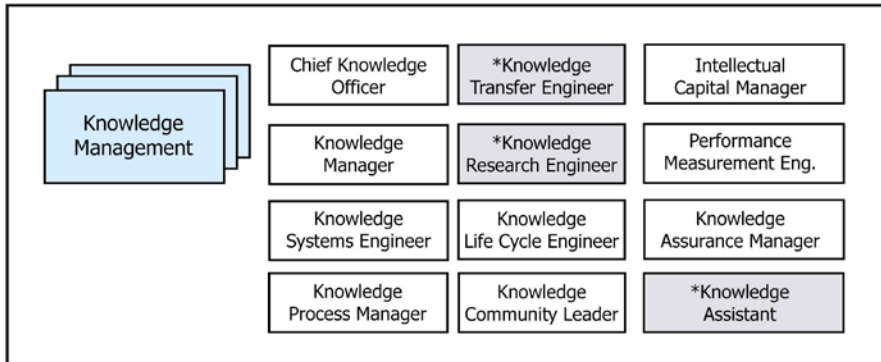 Knowledge
Management
Chief Knowledge
Officer
*Knowledge
Transfer Engineer
Intellectual
Capital Manager
Knowledge
Manager
*Knowledge
Research Engineer
Performance
Measurement Eng.
Knowledge
Systems Engineer
Knowledge
Life Cycle Engineer
Knowledge
Assurance Manager
Knowledge
Process Manager
Knowledge
Community Leader
*Knowledge
Assistant